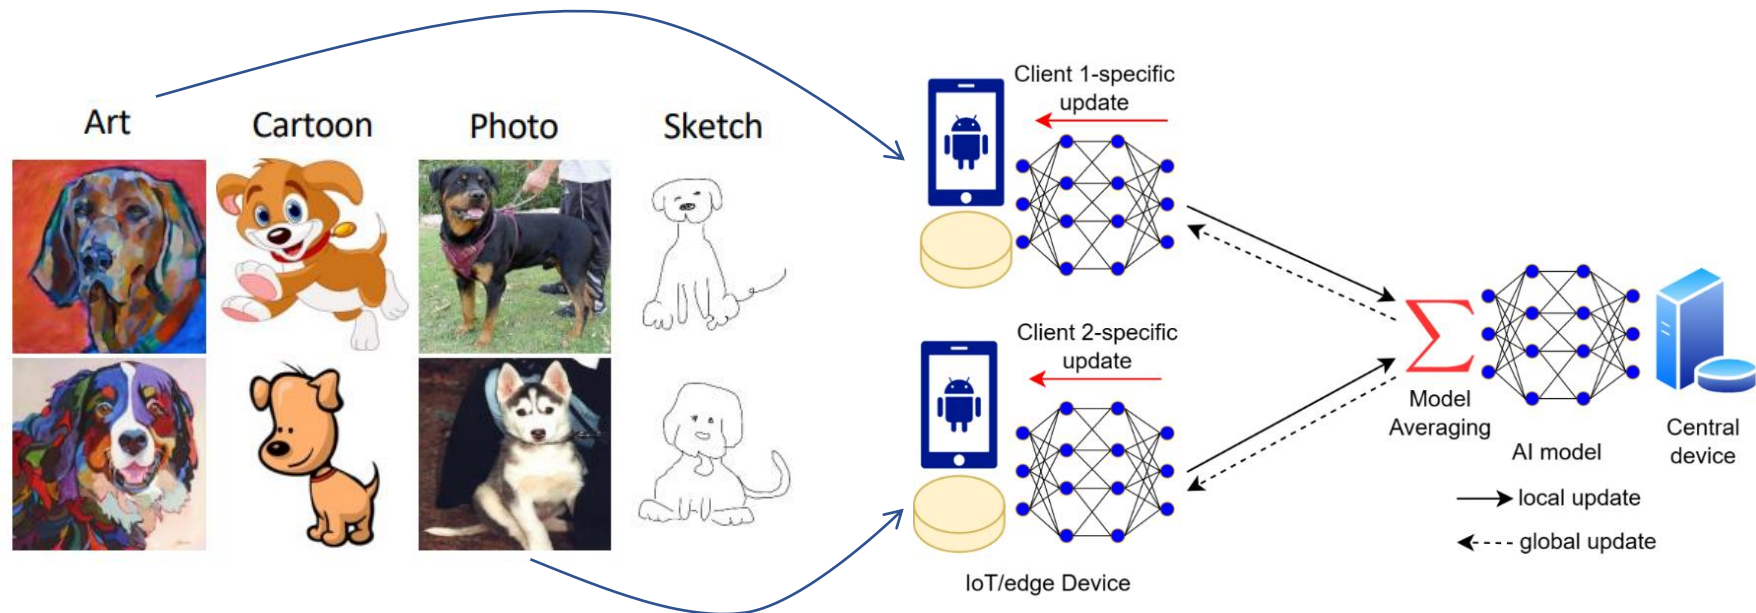 Art
Cartoon
Photo
Sketch
Client 1-specific
update
Client 2-specific
update
IoT/edge Device
Model
Averaging
AI model
Central
device
local update
global update